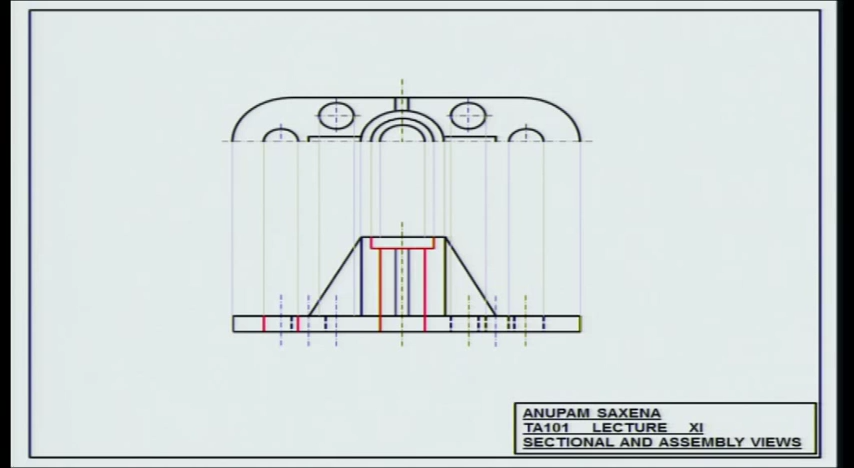 ANUPAM SAXENA
TA101 LECTURE XI
SECTIONAL AND ASSEMBLY VIEWS